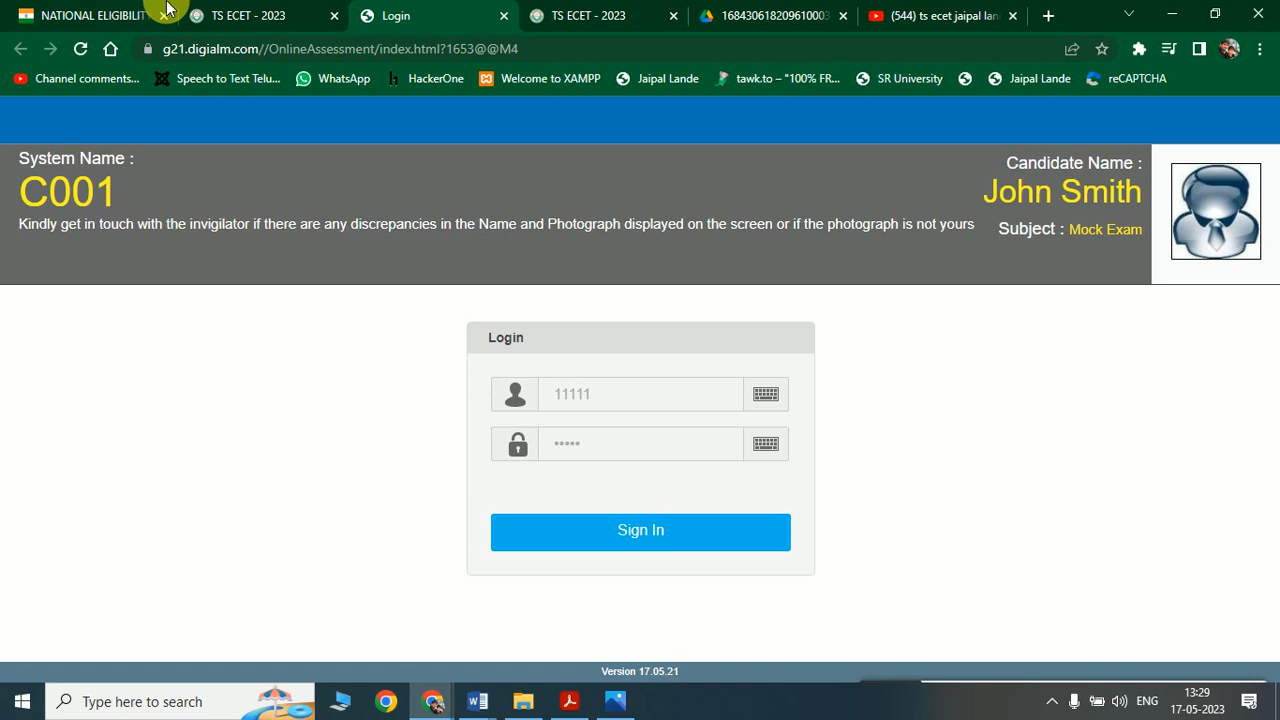 NATIONAL ELIGIBILIT
TS ECET - 2023
Login
TS ECET - 2023
168430618209610003
(544) ts ecet jaipal lan
g21.digialm.com//OnlineAssessment/index.html?1653@@M4
Channel comments...
Speech to Text Telu...
WhatsApp
HackerOne
Welcome to XAMPP
Jaipal Lande
tawk.to – "100% FR...
SR University
Jaipal Lande
reCAPTCHA
System Name :
C001
Kindly get in touch with the invigilator if there are any discrepancies in the Name and Photograph displayed on the screen or if the photograph is not yours
Candidate Name :
John Smith
Subject : Mock Exam
Login
11111
•••••
Sign In
Version 17.05.21
Type here to search
ENG
13:29
17-05-2023